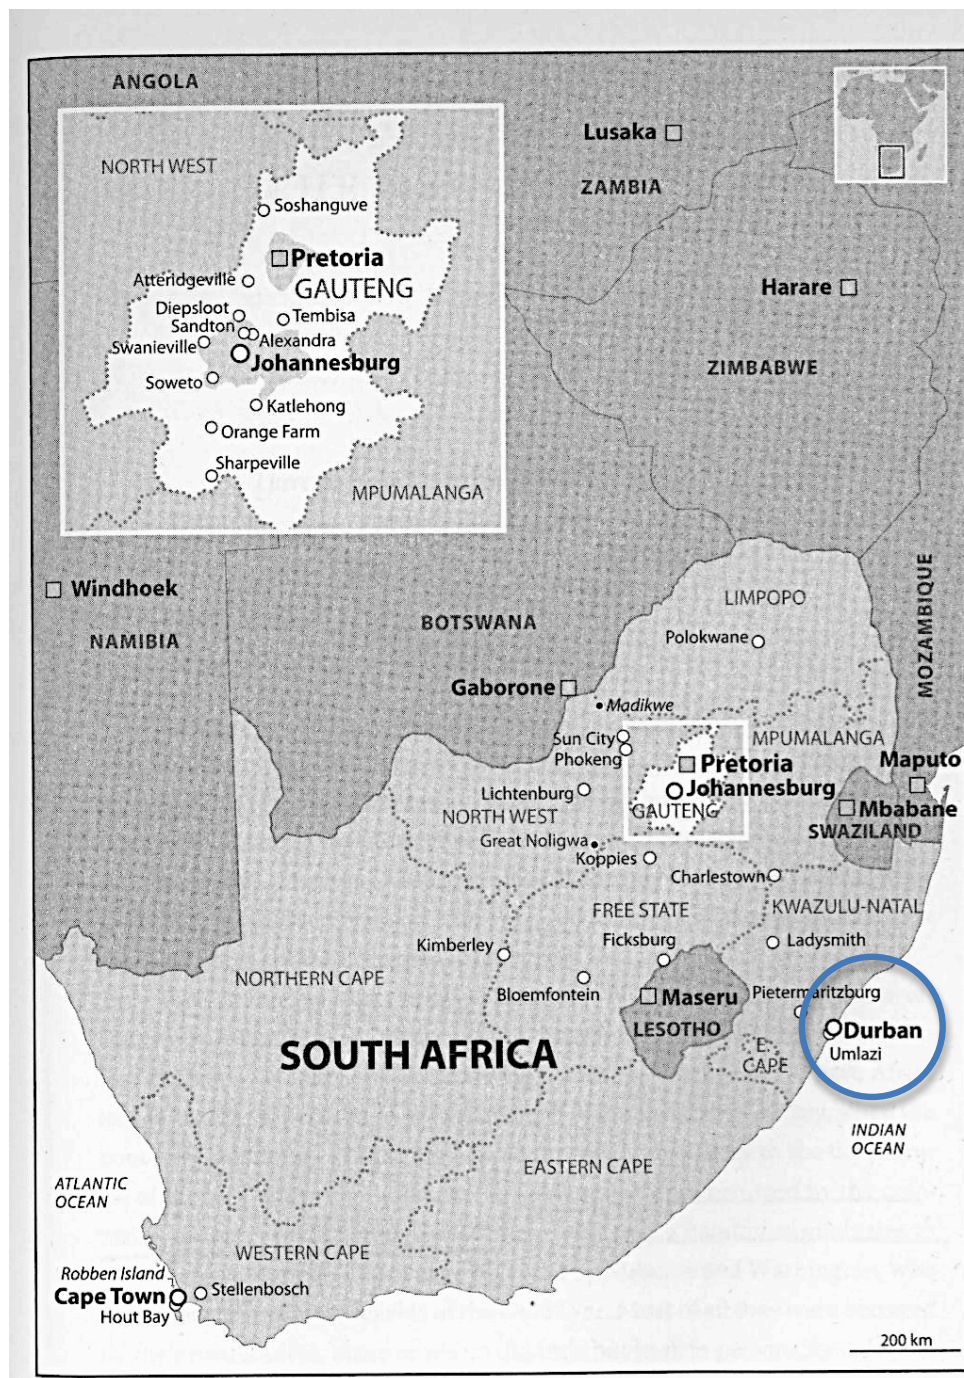 ANGOLA
Lusaka
ZAMBIA
NORTH WEST
Soshanguve
Pretoria
GAUTENG
Atteridgeville
Diepsloot
Tembisa
Sandton
Alexandra
Swanieville
Johannesburg
Soweto
Katlehong
Orange Farm
Sharpeville
MPUMALANGA
Harare
ZIMBABWE
Windhoek
NAMIBIA
BOTSWANA
LIMPOPO
MOZAMBIQUE
Polokwane
Gaborone
Madikwe
Sun City
Phokeng
MPUMALANGA
Pretoria
Maputo
Lichtenburg
Johannesburg
NORTH WEST
GAUTENG
Mbabane
SWAZILAND
Great Noligwa
Koppies
Charlestown
FREE STATE
KWAZULU-NATAL
Kimberley
Ficksburg
Ladysmith
NORTHERN CAPE
Bloemfontein
Maseru
Pietermaritzburg
LESOTHO
Durban
Umlazi
SOUTH AFRICA
E.
CAPE
INDIAN
OCEAN
EASTERN CAPE
ATLANTIC
OCEAN
WESTERN CAPE
Robben Island
Cape Town
Stellenbosch
Hout Bay
200 km